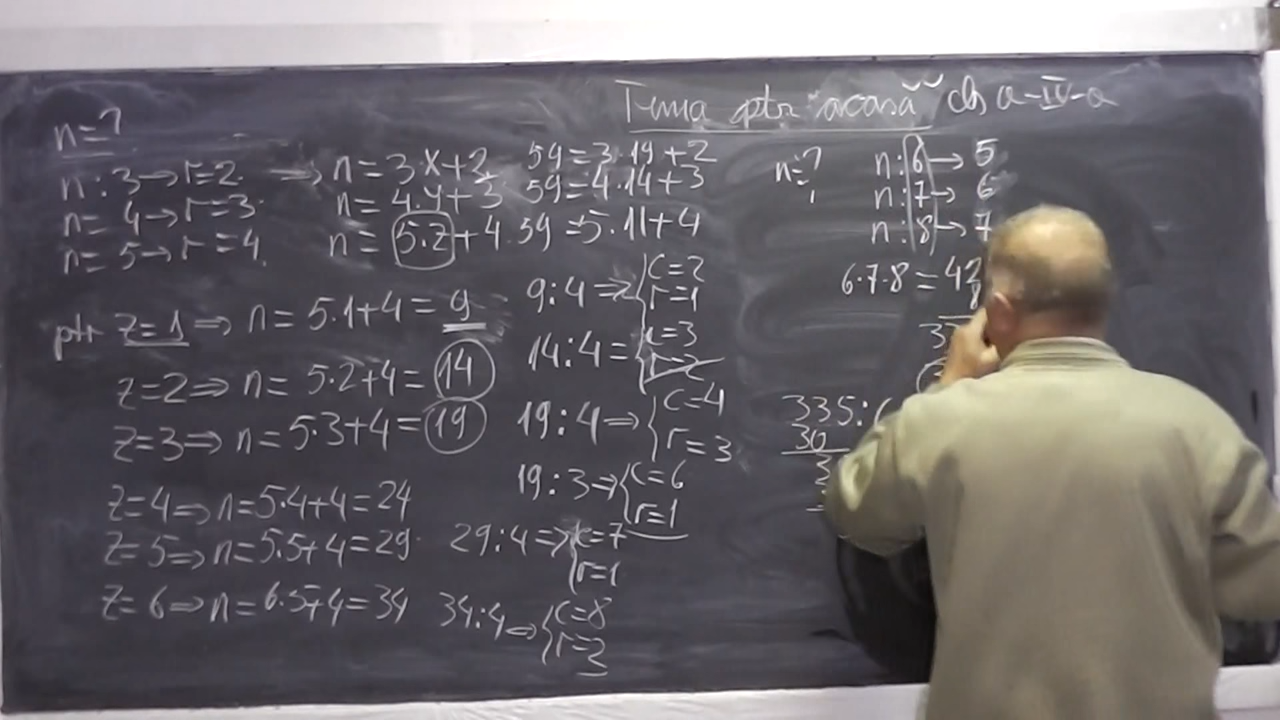 Tema ptr acasă cls a-IV-a
n=?
n:3→r=2. ⇒ n=3.x+2 59=3.19+2
n= 4→r=3. n=4.y+3 59=4.14+3
n= 5→r=4. n= 5.z+4. 59=5.11+4
ptr z=1 ⇒ n= 5.1+4= 9
z=2⇒ n= 5.2+4= 14
z=3⇒ n= 5.3+4= 19
z=4⇒n=5.4+4=24
z=5⇒ n=5.5+4=29
z=6⇒ n=6.5+4=34
9:4⇒ { c=2
r=1
14:4= { c=3
r=2
19:4⇒ { c=4
r=3
19:3⇒ { c=6
r=1
29:4⇒ { c=7
r=1
34:4⇒ { c=8
r=2
n=? n:6→5
n:7→6
n:8→7
6.7.8=42
8
335:
30
3